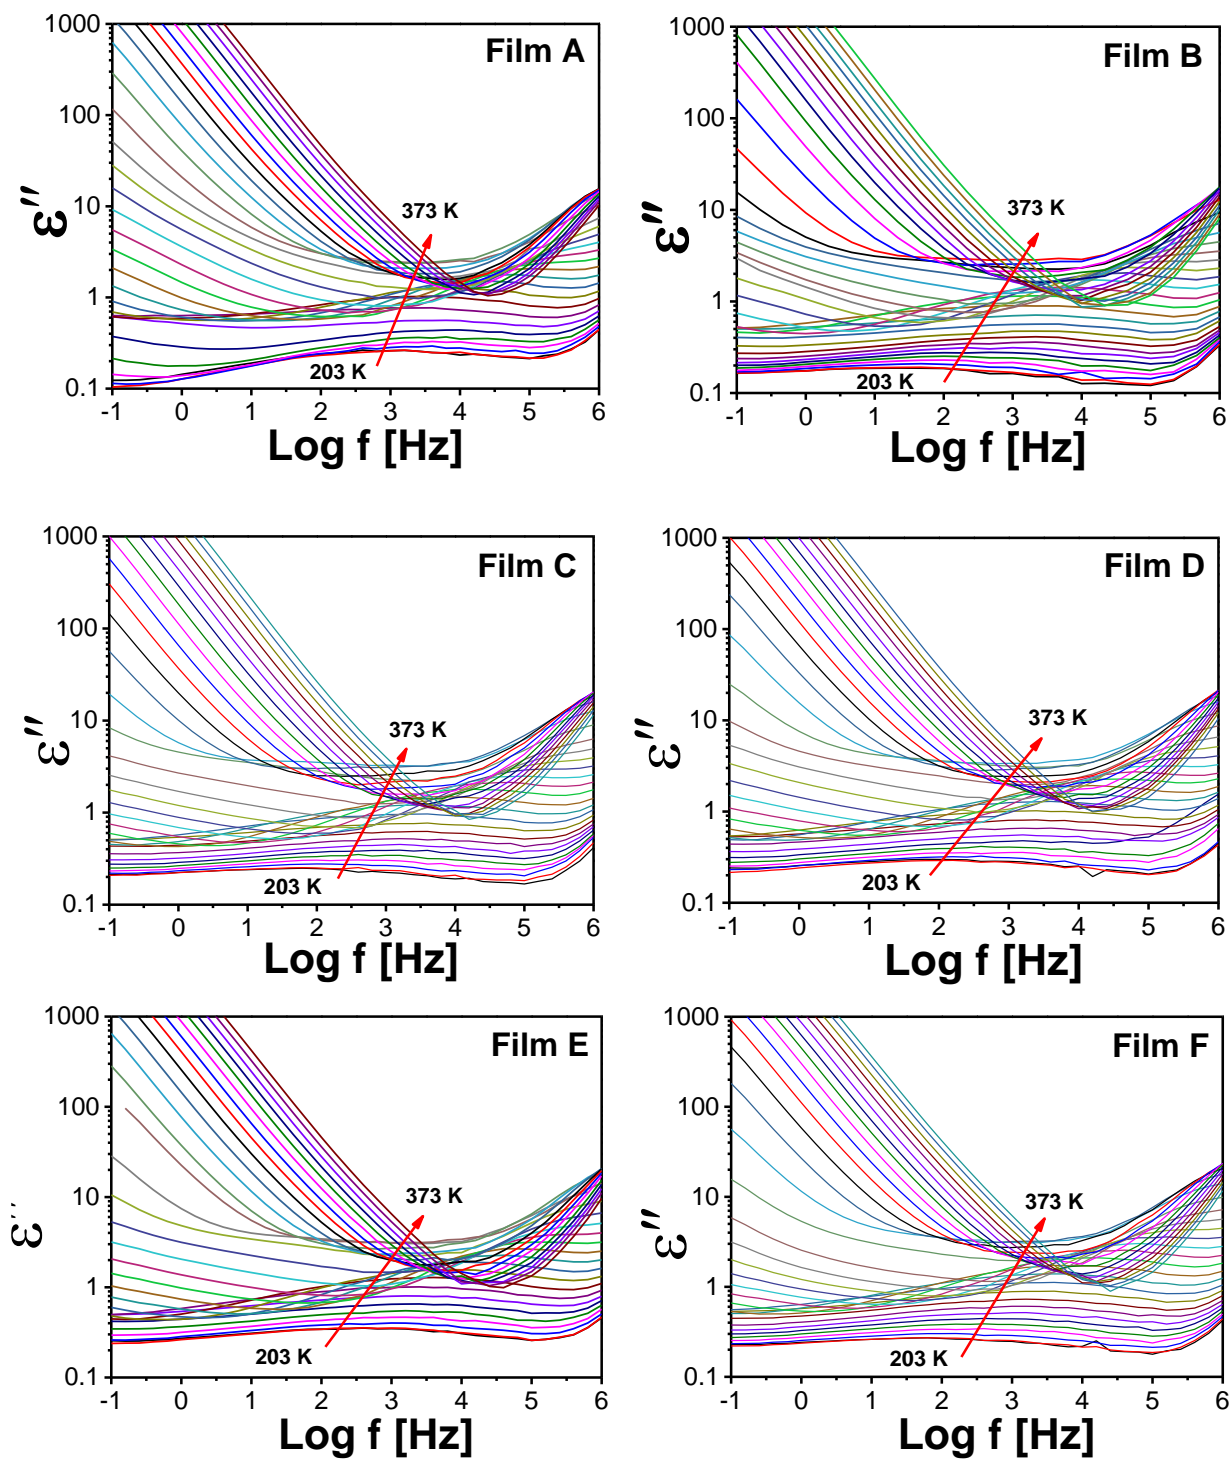 Film A
1000
100
10
1
0.1
ε″
373 K
203 K
-1 0 1 2 3 4 5 6
Log f [Hz]
Film B
1000
100
10
1
0.1
ε″
373 K
203 K
-1 0 1 2 3 4 5 6
Log f [Hz]
Film C
1000
100
10
1
0.1
ε″
373 K
203 K
-1 0 1 2 3 4 5 6
Log f [Hz]
Film D
1000
100
10
1
0.1
ε″
373 K
203 K
-1 0 1 2 3 4 5 6
Log f [Hz]
Film E
1000
100
10
1
0.1
ε′′
373 K
203 K
-1 0 1 2 3 4 5 6
Log f [Hz]
Film F
1000
100
10
1
0.1
ε″
373 K
203 K
-1 0 1 2 3 4 5 6
Log f [Hz]